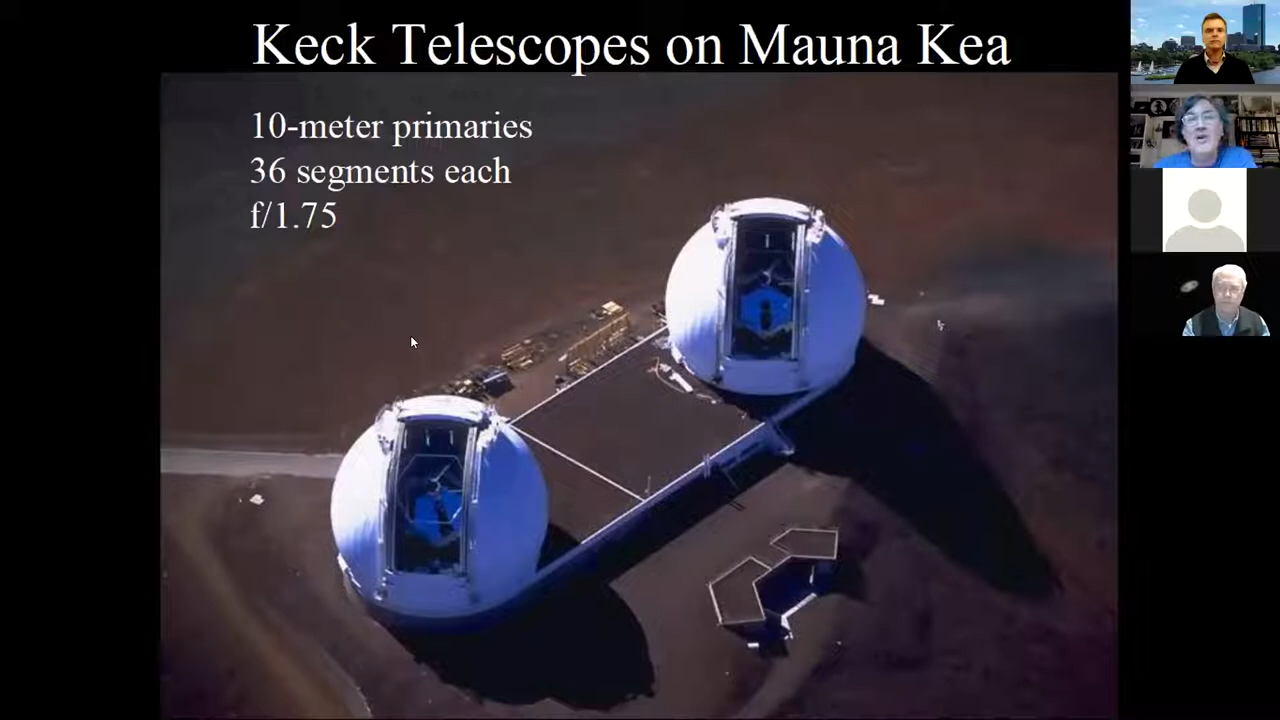 Keck Telescopes on Mauna Kea
10-meter primaries
36 segments each
f/1.75